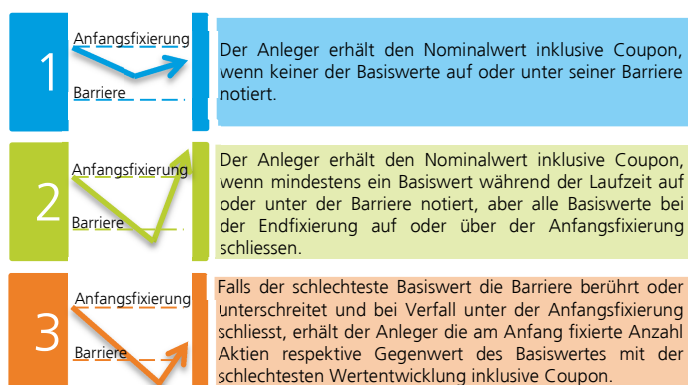 1
Anfangsfixierung
Barriere
Der Anleger erhält den Nominalwert inklusive Coupon,
wenn keiner der Basiswerte auf oder unter seiner Barriere
notiert.
2
Anfangsfixierung
Barriere
Der Anleger erhält den Nominalwert inklusive Coupon,
wenn mindestens ein Basiswert während der Laufzeit auf
oder unter der Barriere notiert, aber alle Basiswerte bei
der Endfixierung auf oder über der Anfangsfixierung
schliessen.
3
Anfangsfixierung
Barriere
Falls der schlechteste Basiswert die Barriere berührt oder
unterschreitet und bei Verfall unter der Anfangsfixierung
schliesst, erhält der Anleger die am Anfang fixierte Anzahl
Aktien respektive Gegenwert des Basiswertes mit der
schlechtesten Wertentwicklung inklusive Coupon.